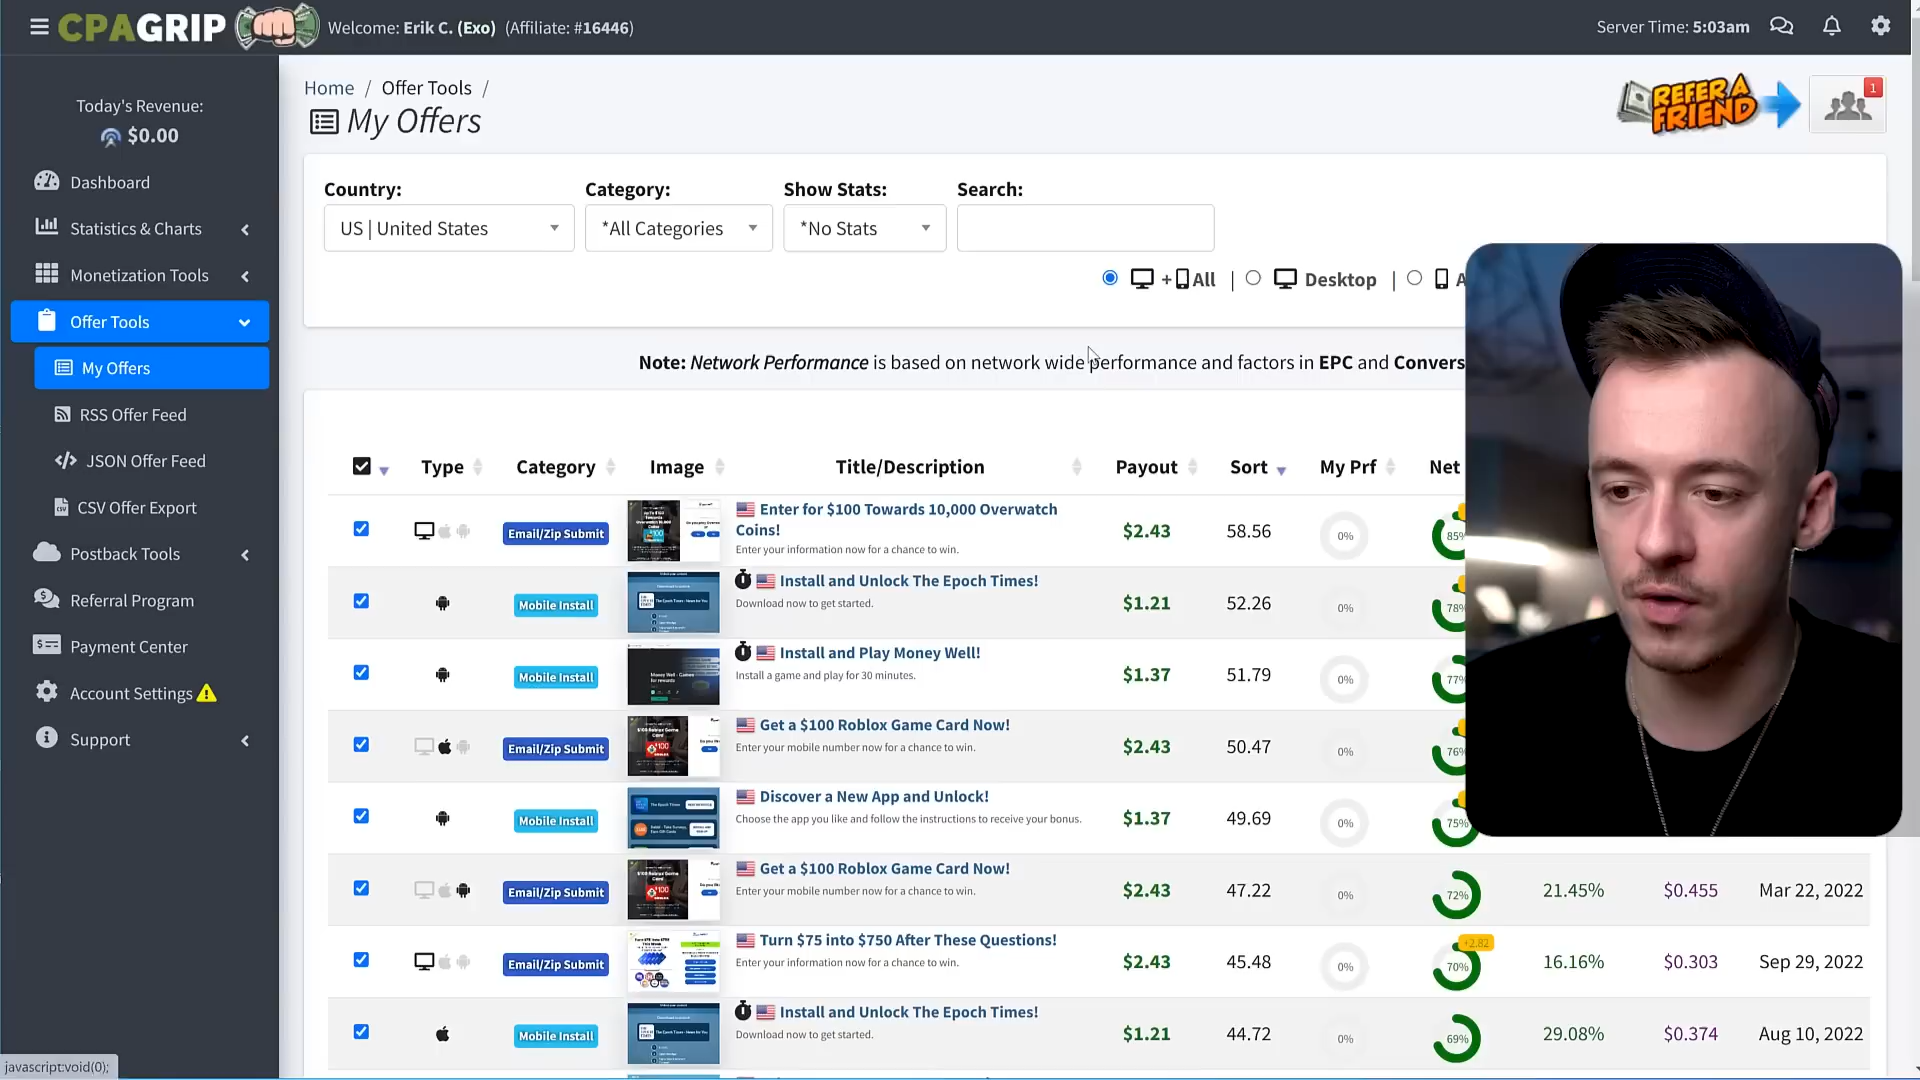 CPAGRIP Welcome: Erik C. (Exo) (Affiliate: #16446) Server Time: 5:03am
Today's Revenue:
$0.00
Dashboard
Statistics & Charts
Monetization Tools
Offer Tools
My Offers
RSS Offer Feed
JSON Offer Feed
CSV Offer Export
Postback Tools
Referral Program
Payment Center
Account Settings
Support
javascript:void(0);
Home / Offer Tools /
My Offers
REFER A
FRIEND
1
Country: Category: Show Stats: Search:
US | United States *All Categories *No Stats
+ All | Desktop | A
Note: Network Performance is based on network wide performance and factors in EPC and Convers
Type Category Image Title/Description Payout Sort My Prf Net
Email/Zip Submit Enter for $100 Towards 10,000 Overwatch
Coins! $2.43 58.56 0% 85%
Enter your information now for a chance to win.
Install and Unlock The Epoch Times!
Mobile Install Download now to get started. $1.21 52.26 0% 78%
Install and Play Money Well!
Mobile Install Install a game and play for 30 minutes. $1.37 51.79 0% 77%
Get a $100 Roblox Game Card Now!
Email/Zip Submit Enter your mobile number now for a chance to win. $2.43 50.47 0% 76%
Discover a New App and Unlock!
Mobile Install Choose the app you like and follow the instructions to receive your bonus. $1.37 49.69 0% 75%
Get a $100 Roblox Game Card Now!
Email/Zip Submit Enter your mobile number now for a chance to win. $2.43 47.22 0% 72% 21.45% $0.455 Mar 22, 2022
Turn $75 into $750 After These Questions! +2.82
Email/Zip Submit Enter your information now for a chance to win. $2.43 45.48 0% 70% 16.16% $0.303 Sep 29, 2022
Install and Unlock The Epoch Times!
Mobile Install Download now to get started. $1.21 44.72 0% 69% 29.08% $0.374 Aug 10, 2022